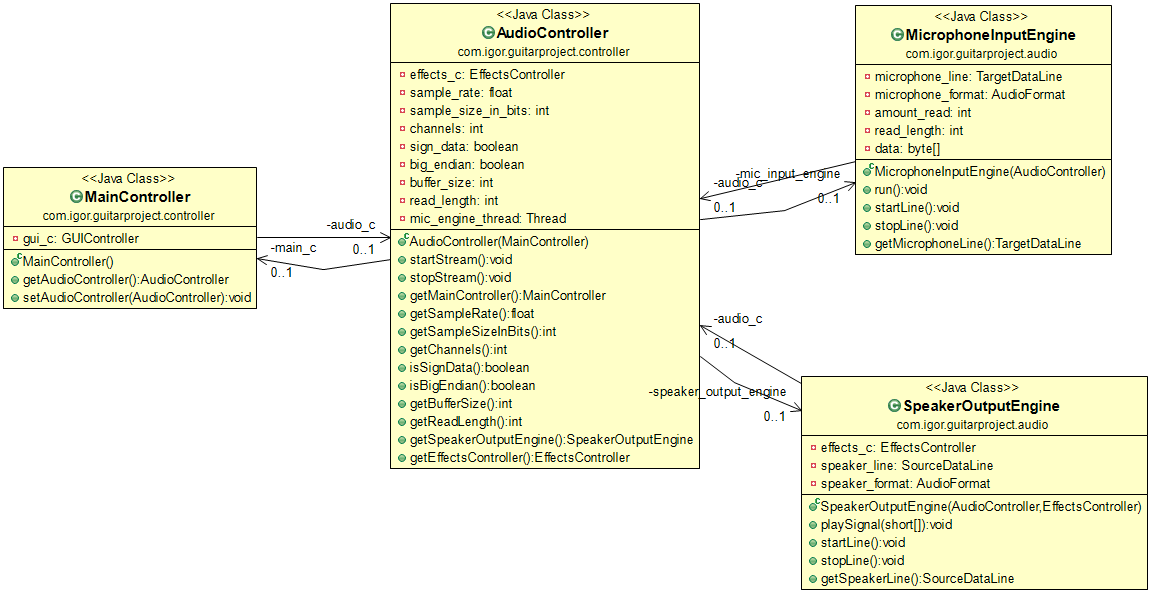 <<Java Class>>
MainController
com.igor.guitarproject.controller
gui_c: GUIController
MainController()
getAudioController():AudioController
setAudioController(AudioController):void
-audio_c
0..1
-main_c
0..1
<<Java Class>>
AudioController
com.igor.guitarproject.controller
effects_c: EffectsController
sample_rate: float
sample_size_in_bits: int
channels: int
sign_data: boolean
big_endian: boolean
buffer_size: int
read_length: int
mic_engine_thread: Thread
AudioController(MainController)
startStream():void
stopStream():void
getMainController():MainController
getSampleRate():float
getSampleSizeInBits():int
getChannels():int
isSignData():boolean
isBigEndian():boolean
getBufferSize():int
getReadLength():int
getSpeakerOutputEngine():SpeakerOutputEngine
getEffectsController():EffectsController
-mic_input_engine
0..1
-audio_c
0..1
<<Java Class>>
MicrophoneInputEngine
com.igor.guitarproject.audio
microphone_line: TargetDataLine
microphone_format: AudioFormat
amount_read: int
read_length: int
data: byte[]
MicrophoneInputEngine(AudioController)
run():void
startLine():void
stopLine():void
getMicrophoneLine():TargetDataLine
-audio_c
0..1
-speaker_output_engine
0..1
<<Java Class>>
SpeakerOutputEngine
com.igor.guitarproject.audio
effects_c: EffectsController
speaker_line: SourceDataLine
speaker_format: AudioFormat
SpeakerOutputEngine(AudioController,EffectsController)
playSignal(short[]):void
startLine():void
stopLine():void
getSpeakerLine():SourceDataLine